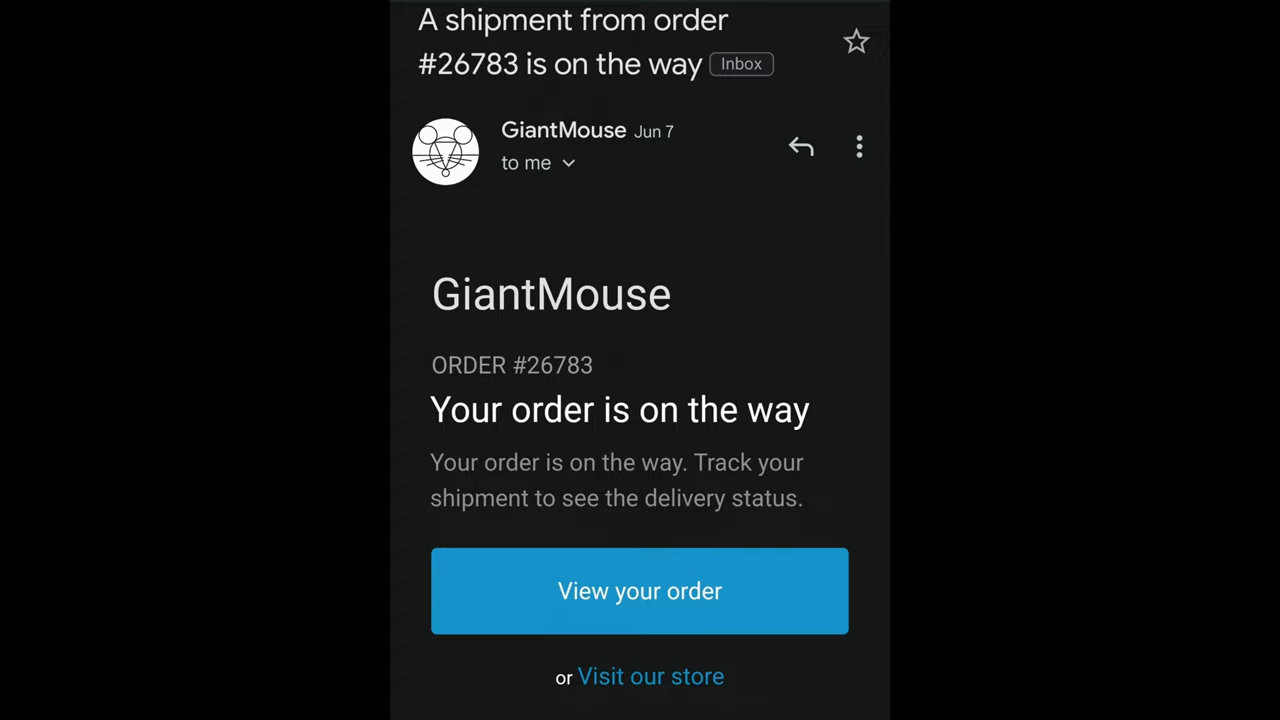 A shipment from order
#26783 is on the way Inbox
GiantMouse Jun 7
to me
GiantMouse
ORDER #26783
Your order is on the way
Your order is on the way. Track your
shipment to see the delivery status.
View your order
or Visit our store